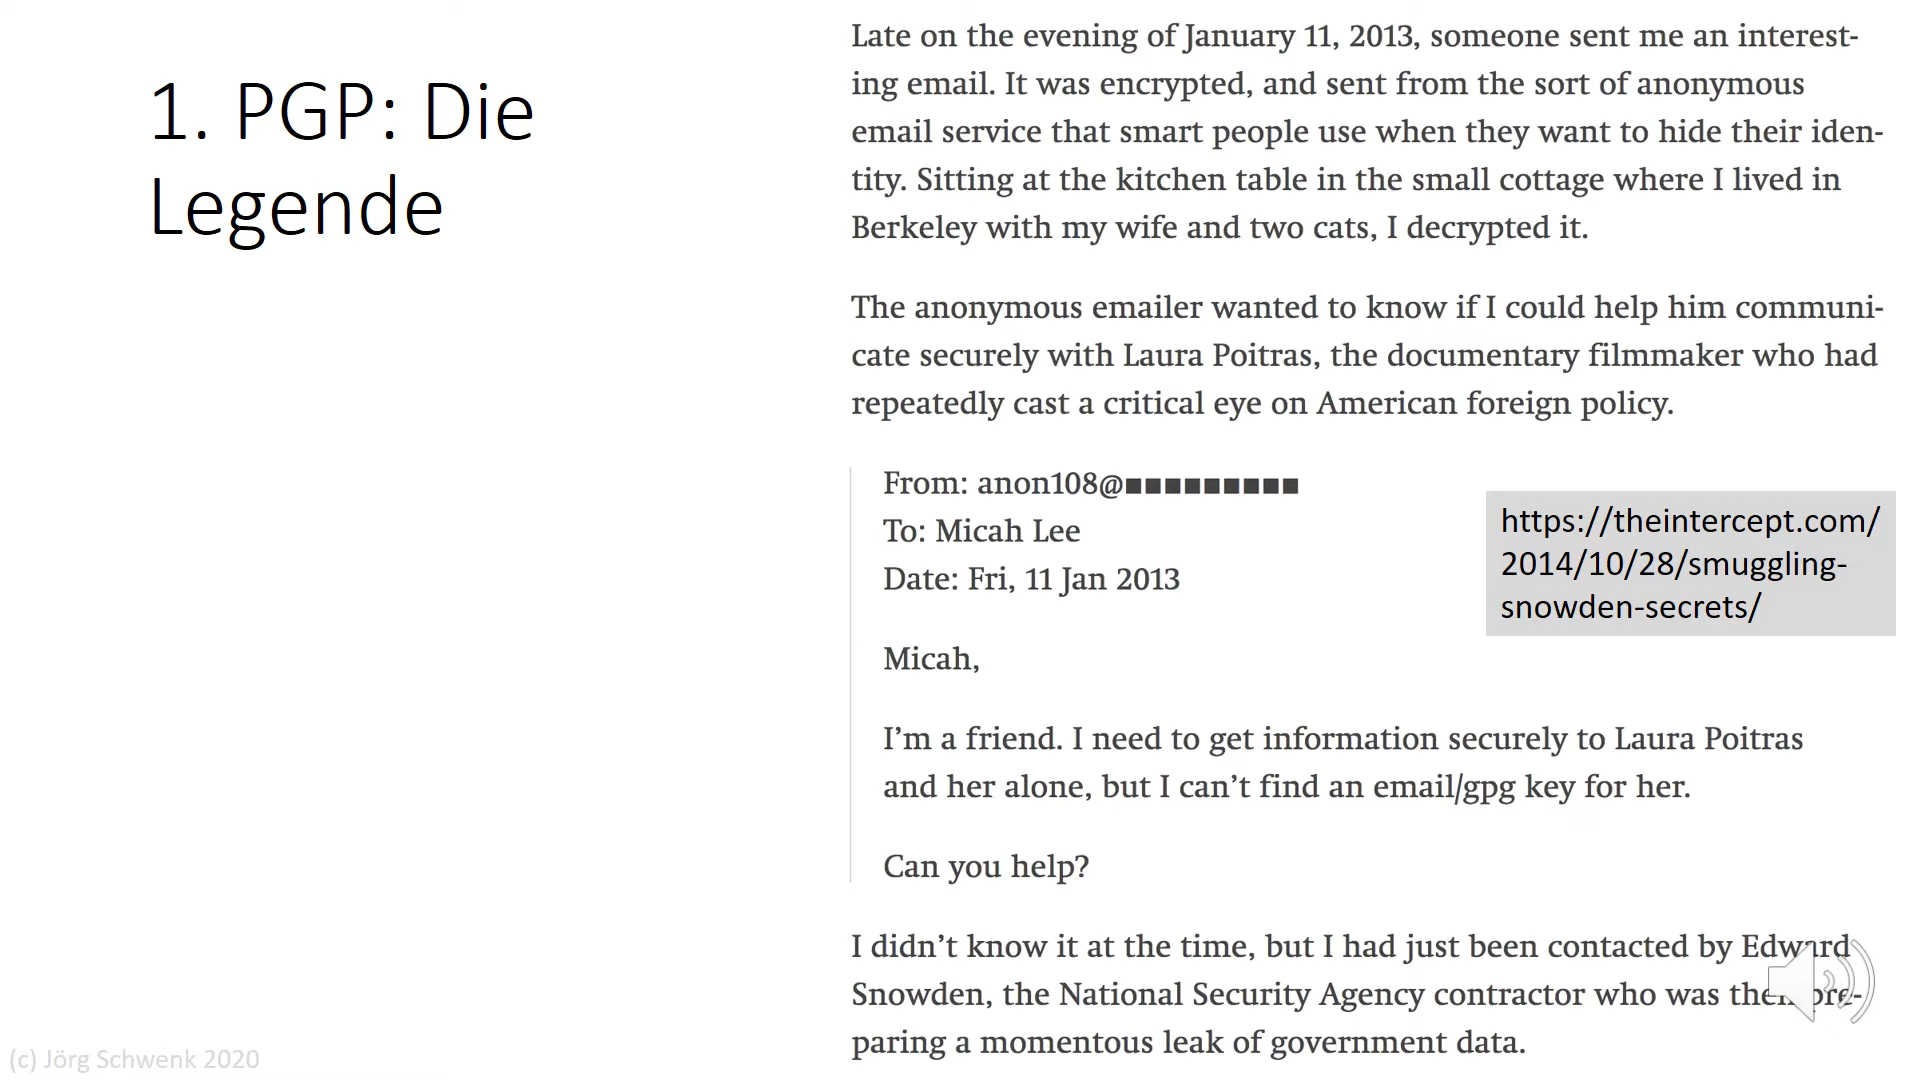 1. PGP: Die
Legende
Late on the evening of January 11, 2013, someone sent me an interest-
ing email. It was encrypted, and sent from the sort of anonymous
email service that smart people use when they want to hide their iden-
tity. Sitting at the kitchen table in the small cottage where I lived in
Berkeley with my wife and two cats, I decrypted it.
The anonymous emailer wanted to know if I could help him communi-
cate securely with Laura Poitras, the documentary filmmaker who had
repeatedly cast a critical eye on American foreign policy.
From: anon108@■■■■■■■■■
To: Micah Lee
Date: Fri, 11 Jan 2013
https://theintercept.com/
2014/10/28/smuggling-
snowden-secrets/
Micah,
I’m a friend. I need to get information securely to Laura Poitras
and her alone, but I can’t find an email/gpg key for her.
Can you help?
I didn’t know it at the time, but I had just been contacted by Edward
Snowden, the National Security Agency contractor who was then pre-
paring a momentous leak of government data.
(c) Jörg Schwenk 2020